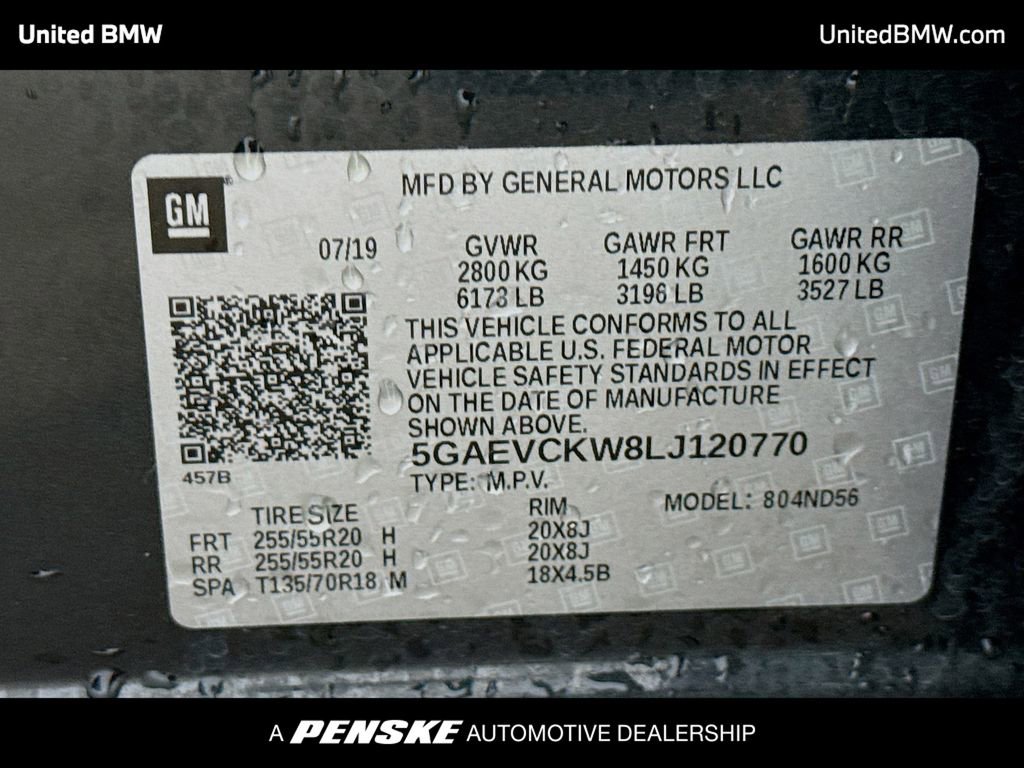 United BMW
UnitedBMW.com
GM
MFD BY GENERAL MOTORS LLC
07/19
GVWR GAWR FRT GAWR RR
2800 KG 1450 KG 1600 KG
6173 LB 3196 LB 3527 LB
THIS VEHICLE CONFORMS TO ALL
APPLICABLE U.S. FEDERAL MOTOR
VEHICLE SAFETY STANDARDS IN EFFECT
ON THE DATE OF MANUFACTURE
SHOWN ABOVE.
5GAEVCKW8LJ120770
457B
TYPE: M.P.V.
MODEL: 804ND56
TIRE SIZE RIM
FRT 255/55R20 H 20X8J
RR 255/55R20 H 20X8J
SPA T135/70R18 M 18X4.5B
A PENSKE AUTOMOTIVE DEALERSHIP